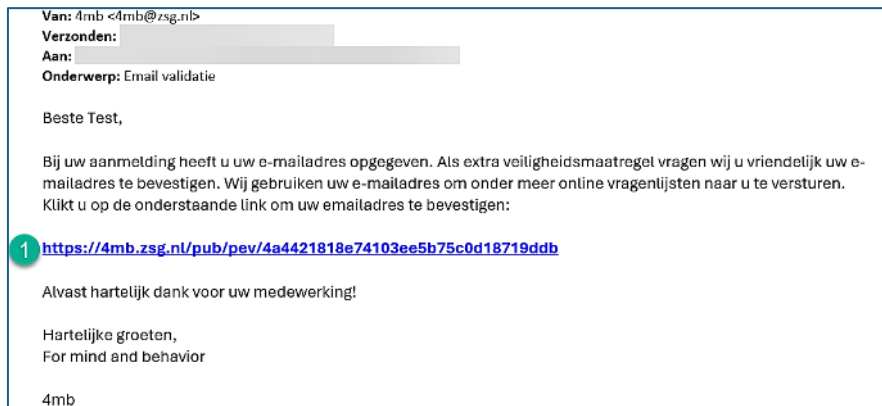 Van: 4mb <4mb@zsg.nl>
Verzonden:
Aan:
Onderwerp: Email validatie
Beste Test,
Bij uw aanmelding heeft u uw e-mailadres opgegeven. Als extra veiligheidsmaatregel vragen wij u vriendelijk uw e-
mailadres te bevestigen. Wij gebruiken uw e-mailadres om onder meer online vragenlijsten naar u te versturen.
Klikt u op de onderstaande link om uw emailadres te bevestigen:
1 https://4mb.zsg.nl/pub/pev/4a4421818e74103ee5b75c0d18719ddb
Alvast hartelijk dank voor uw medewerking!
Hartelijke groeten,
For mind and behavior
4mb